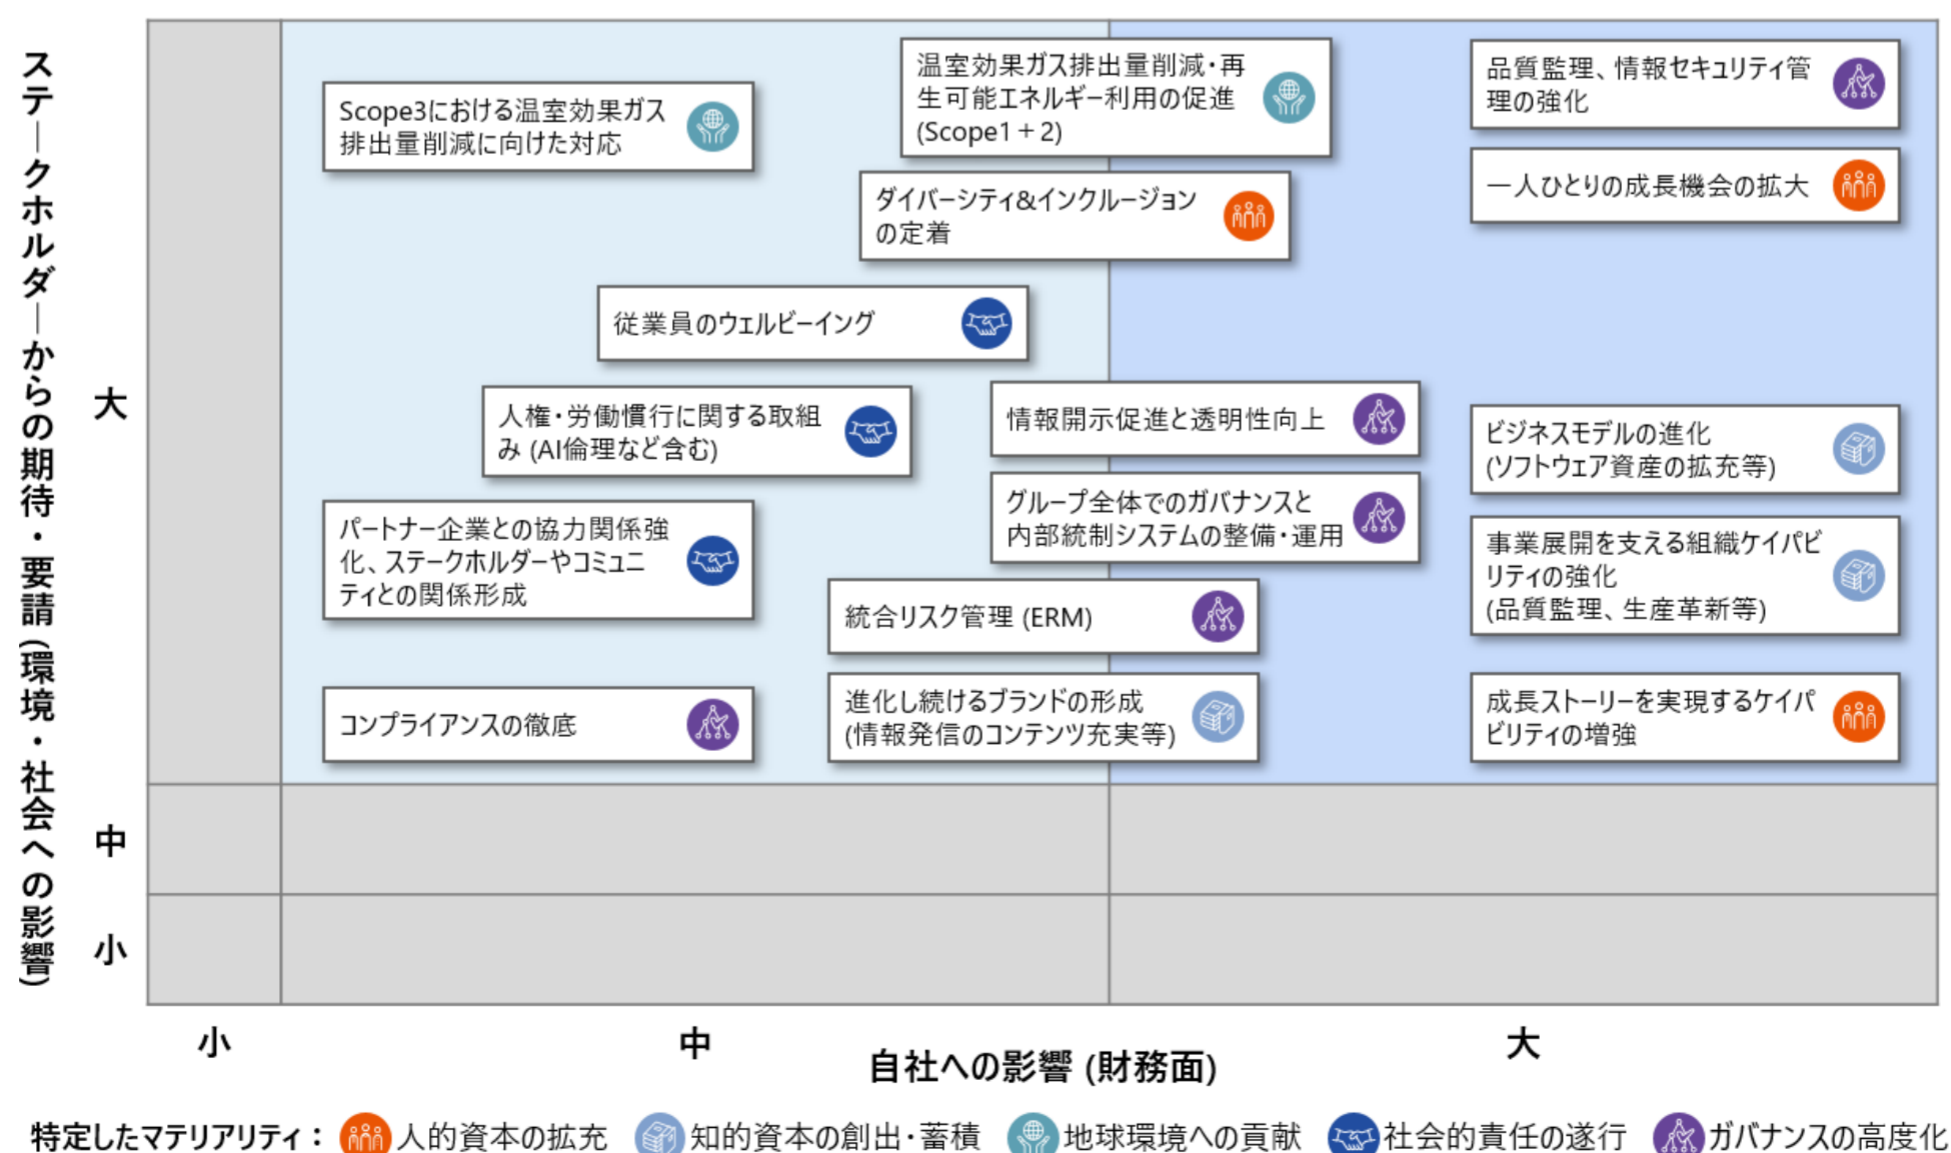 ステークホルダーからの期待・要請(環境・社会への影響)
大
中
小
Scope3における温室効果ガス
排出量削減に向けた対応
温室効果ガス排出量削減・再
生可能エネルギー利用の促進
(Scope1＋2)
品質監理、情報セキュリティ管
理の強化
一人ひとりの成長機会の拡大
ダイバーシティ&インクルージョン
の定着
従業員のウェルビーイング
人権・労働慣行に関する取組
み (AI倫理など含む)
情報開示促進と透明性向上
ビジネスモデルの進化
(ソフトウェア資産の拡充等)
グループ全体でのガバナンスと
内部統制システムの整備・運用
パートナー企業との協力関係強
化、ステークホルダーやコミュニ
ティとの関係形成
事業展開を支える組織ケイパビ
リティの強化
(品質監理、生産革新等)
統合リスク管理 (ERM)
コンプライアンスの徹底
進化し続けるブランドの形成
(情報発信のコンテンツ充実等)
成長ストーリーを実現するケイパ
ビリティの増強
小
中
大
自社への影響 (財務面)
特定したマテリアリティ： 人的資本の拡充 知的資本の創出・蓄積 地球環境への貢献 社会的責任の遂行 ガバナンスの高度化